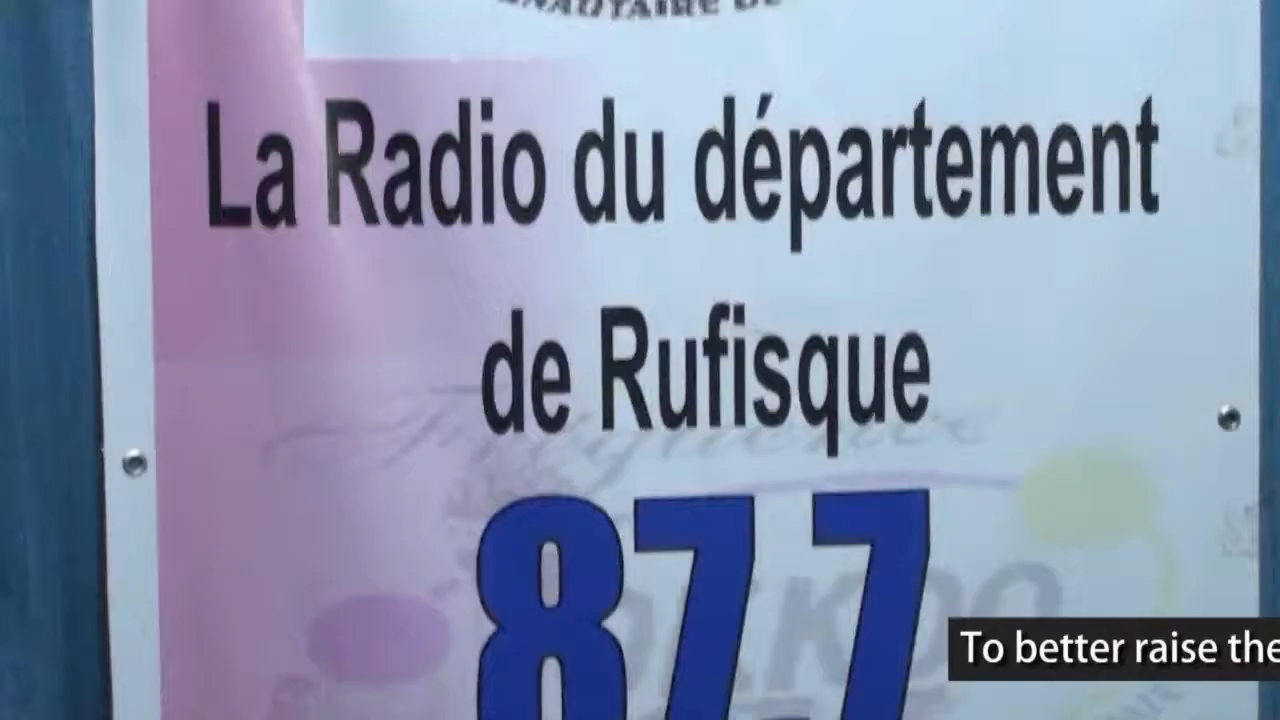 La Radio du département
de Rufisque
87.7
To better raise the